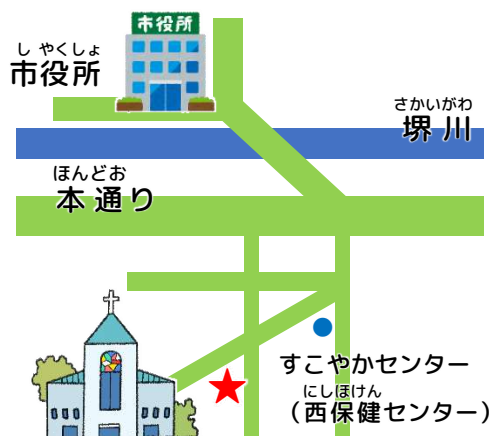 市役所
しやくしょ
市役所
さかいがわ
堺川
ほんどお
本通り
すこやかセンター
にしほけん
（西保健センター）